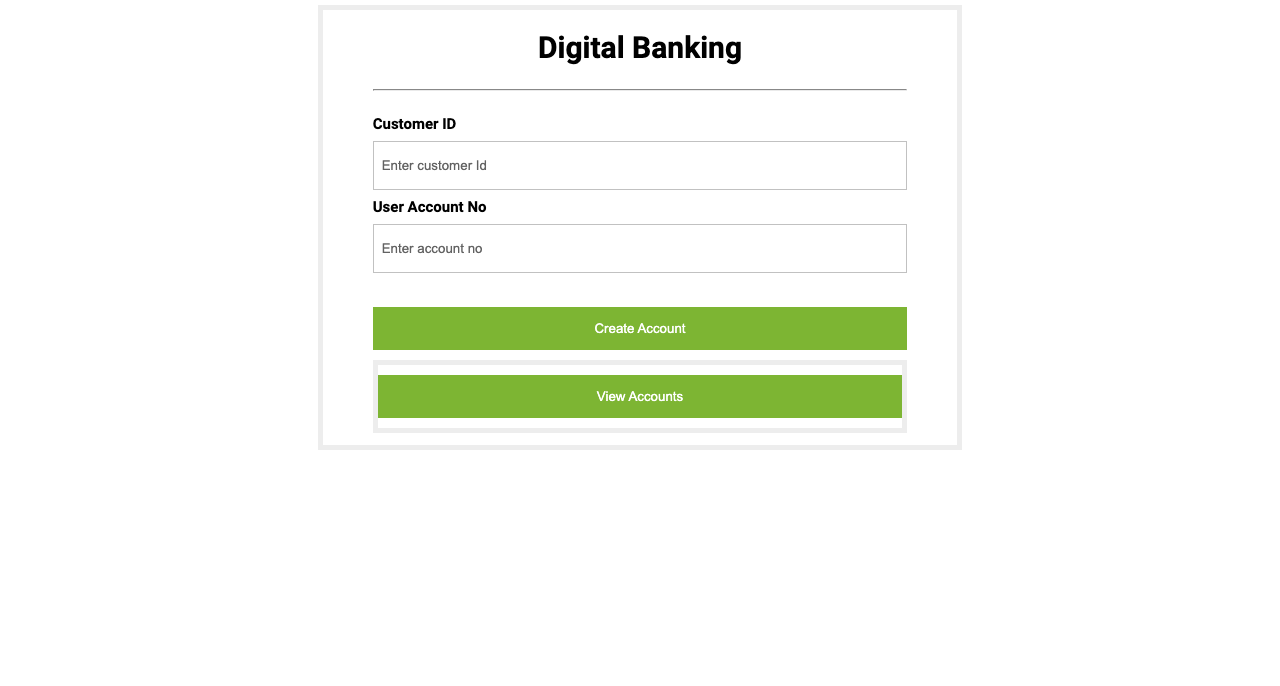 Digital Banking
Customer ID
Enter customer Id
User Account No
Enter account no
Create Account
View Accounts